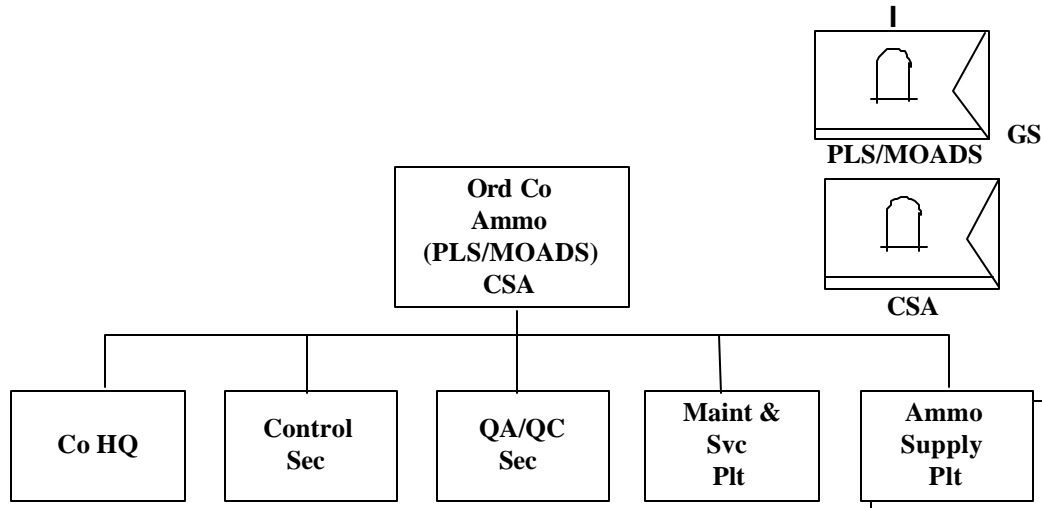 GS
PLS/MOADS
Ord Co
Ammo
(PLS/MOADS)
CSA
CSA
Co HQ
Control
Sec
QA/QC
Sec
Maint &
Svc
Plt
Ammo
Supply
Plt